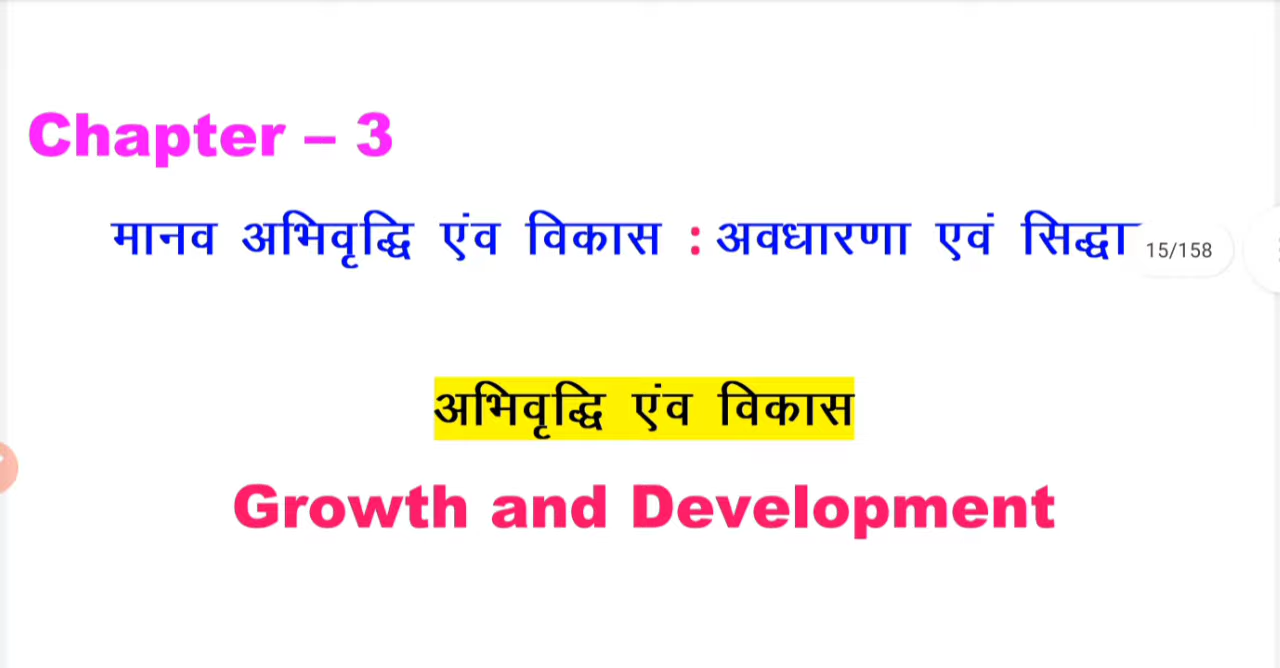 Chapter – 3
मानव अभिवृद्धि एंव विकास : अवधारणा एवं
15/158
अभिवृद्धि एंव विकास
Growth and Development